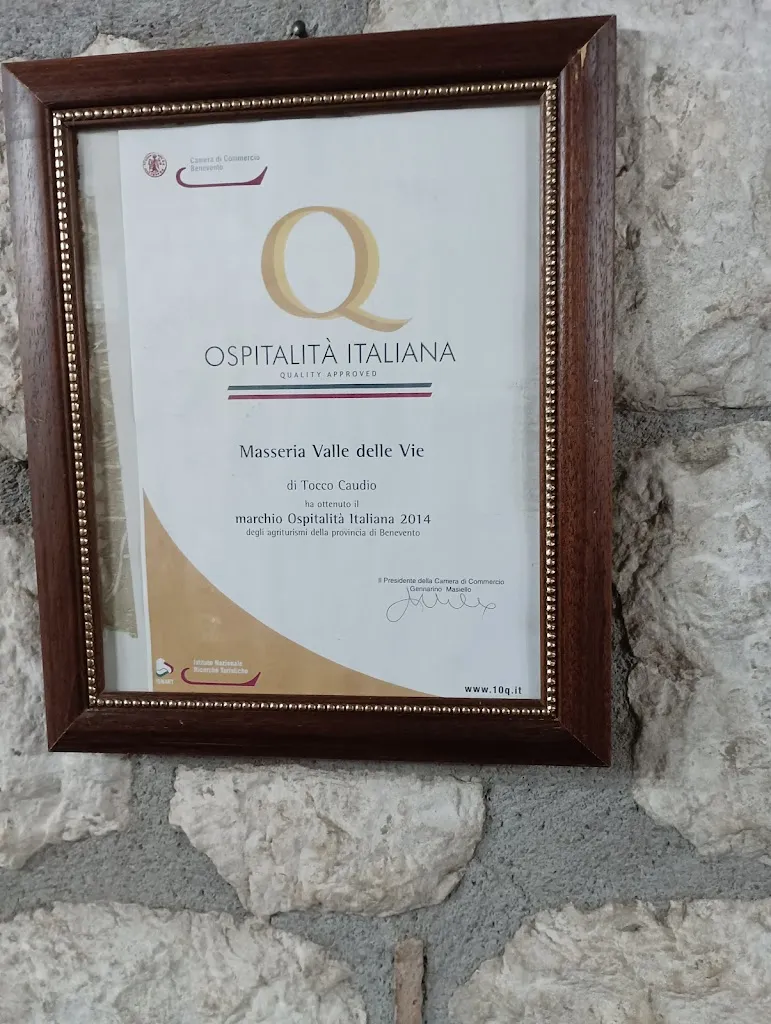 Camera di Commercio
Benevento
Q
OSPITALITÀ ITALIANA
QUALITY APPROVED
Masseria Valle delle Vie
di Tocco Caudio
ha ottenuto il
marchio Ospitalità Italiana 2014
degli agriturismi della provincia di Benevento
Il Presidente della Camera di Commercio
Gennarino Masiello
Istituto Nazionale
Ricerche Turistiche
www.10q.it